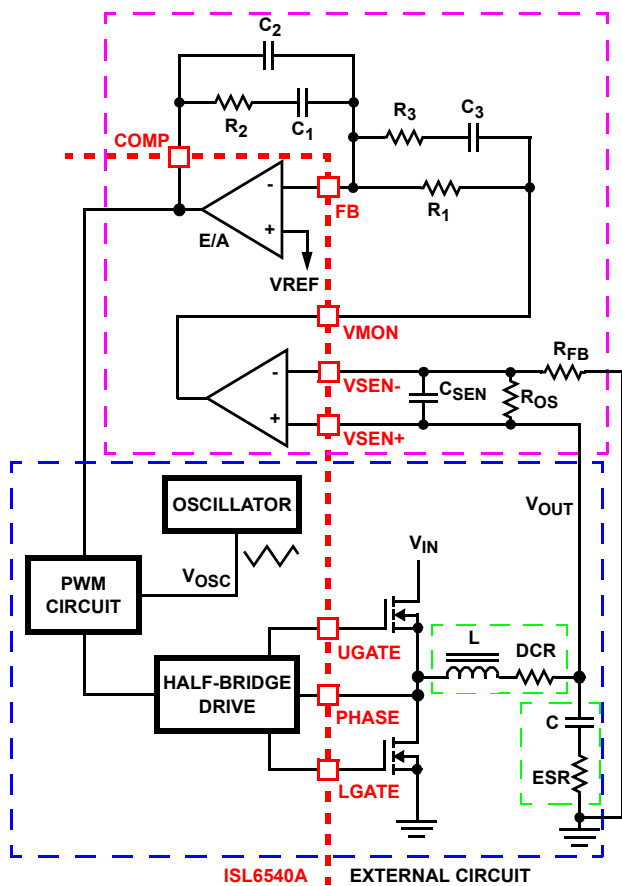 C2
R2
C1
R3
C3
COMP
-
FB
R1
+
E/A
VREF
VMON
RFB
-
VSEN-
CSEN
ROS
+
VSEN+
VOUT
OSCILLATOR
VIN
PWM
CIRCUIT
VOSC
UGATE
L
DCR
HALF-BRIDGE
DRIVE
PHASE
C
ESR
LGATE
ISL6540A
EXTERNAL CIRCUIT